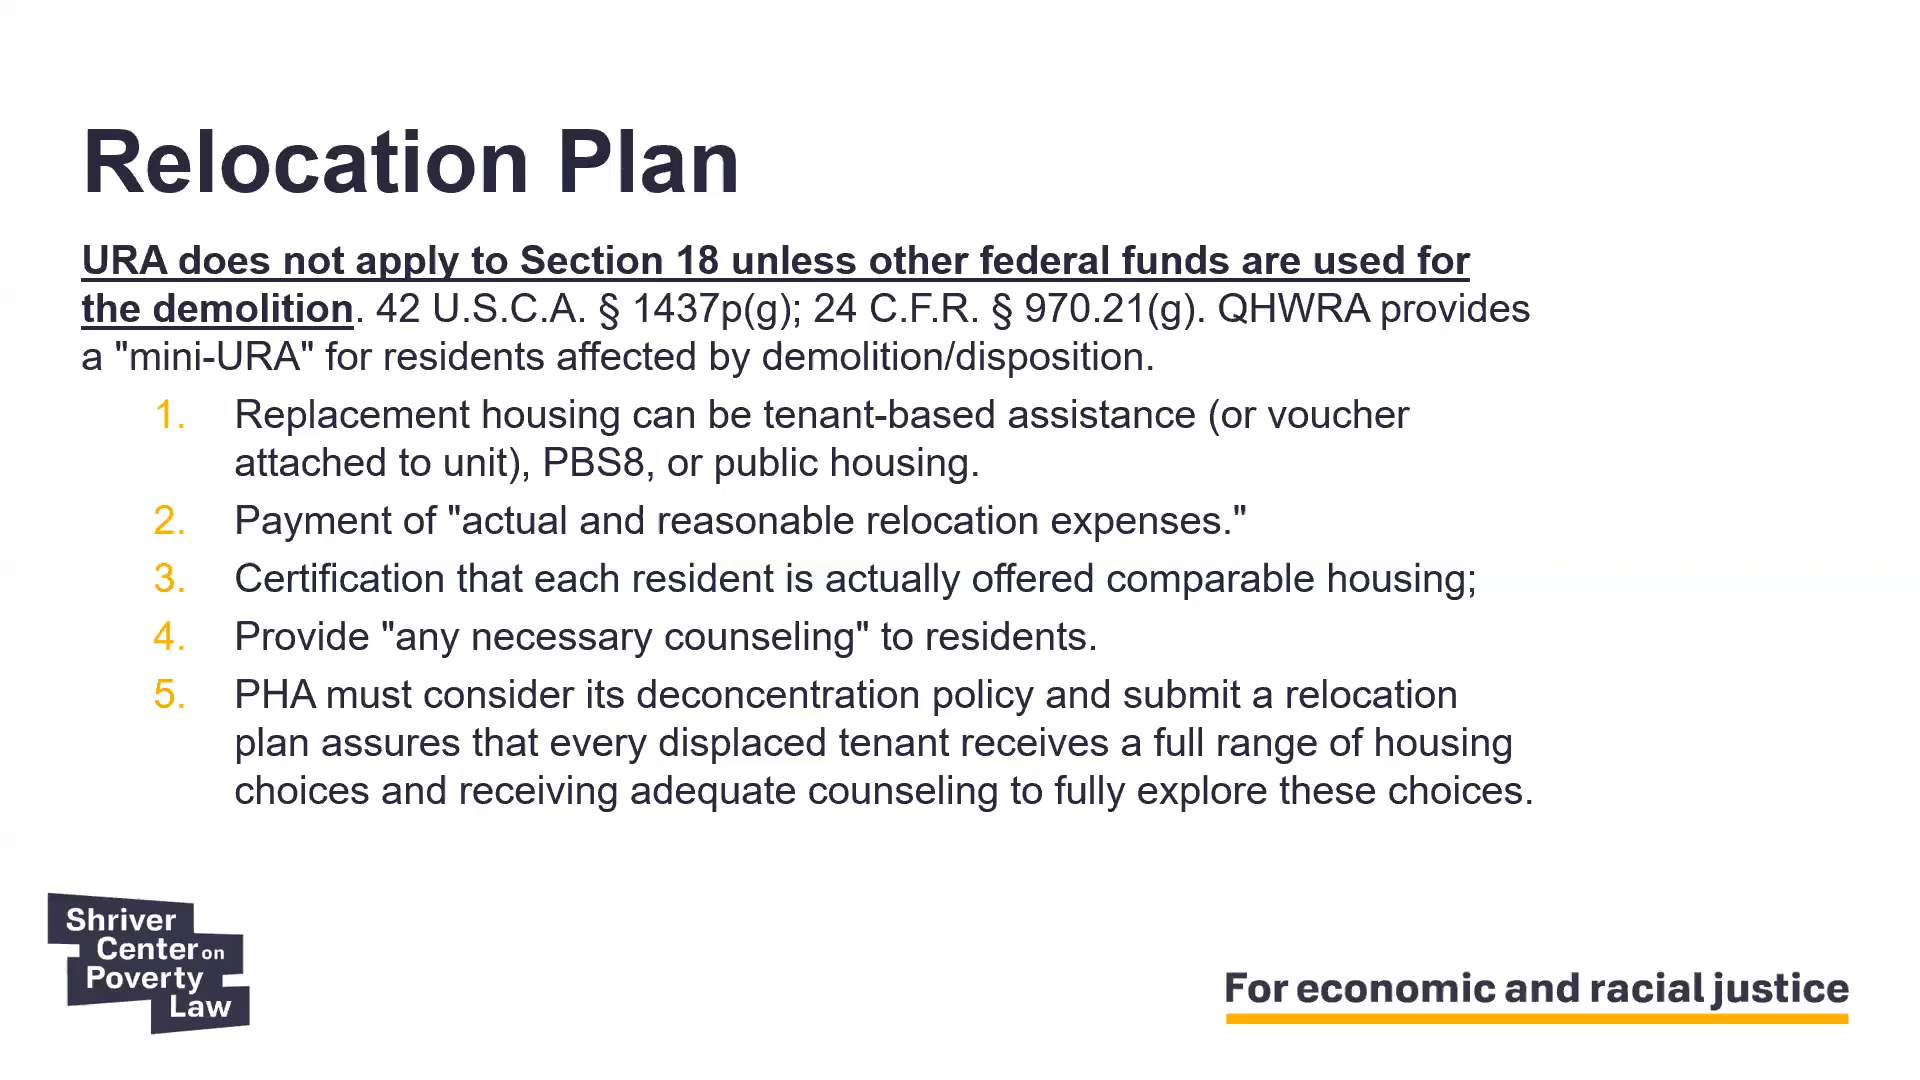 Relocation Plan
URA does not apply to Section 18 unless other federal funds are used for
the demolition. 42 U.S.C.A. § 1437p(g); 24 C.F.R. § 970.21(g). QHWRA provides
a "mini-URA" for residents affected by demolition/disposition.
1. Replacement housing can be tenant-based assistance (or voucher
attached to unit), PBS8, or public housing.
2. Payment of "actual and reasonable relocation expenses."
3. Certification that each resident is actually offered comparable housing;
4. Provide "any necessary counseling" to residents.
5. PHA must consider its deconcentration policy and submit a relocation
plan assures that every displaced tenant receives a full range of housing
choices and receiving adequate counseling to fully explore these choices.
Shriver
Center on
Poverty
Law
For economic and racial justice